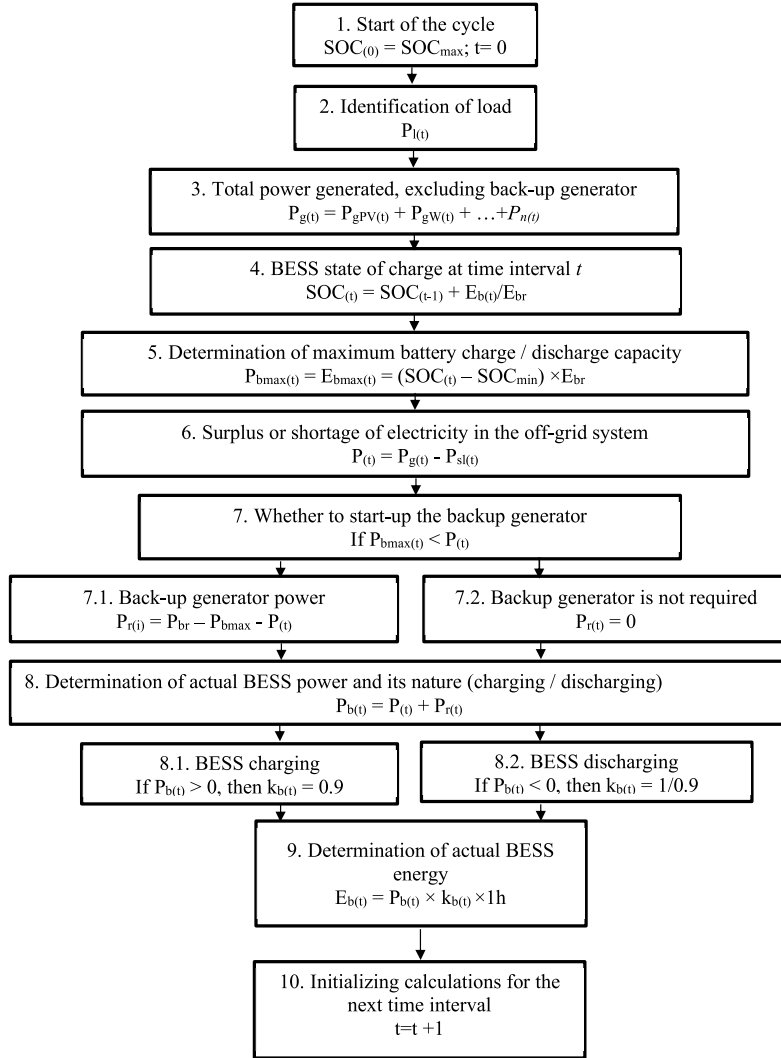 1. Start of the cycle
SOC(0) = SOCmax; t= 0
2. Identification of load
Pl(t)
3. Total power generated, excluding back-up generator
Pg(t) = PgPV(t) + PgW(t) + …+Pn(t)
4. BESS state of charge at time interval t
SOC(t) = SOC(t-1) + Eb(t)/Ebr
5. Determination of maximum battery charge / discharge capacity
Pbmax(t) = Ebmax(t) = (SOC(t) – SOCmin) ×Ebr
6. Surplus or shortage of electricity in the off-grid system
P(t) = Pg(t) - Psl(t)
7. Whether to start-up the backup generator
If Pbmax(t) < P(t)
7.1. Back-up generator power
Pr(i) = Pbr – Pbmax - P(t)
7.2. Backup generator is not required
Pr(t) = 0
8. Determination of actual BESS power and its nature (charging / discharging)
Pb(t) = P(t) + Pr(t)
8.1. BESS charging
If Pb(t) > 0, then kb(t) = 0.9
8.2. BESS discharging
If Pb(t) < 0, then kb(t) = 1/0.9
9. Determination of actual BESS
energy
Eb(t) = Pb(t) × kb(t) ×1h
10. Initializing calculations for the
next time interval
t=t +1